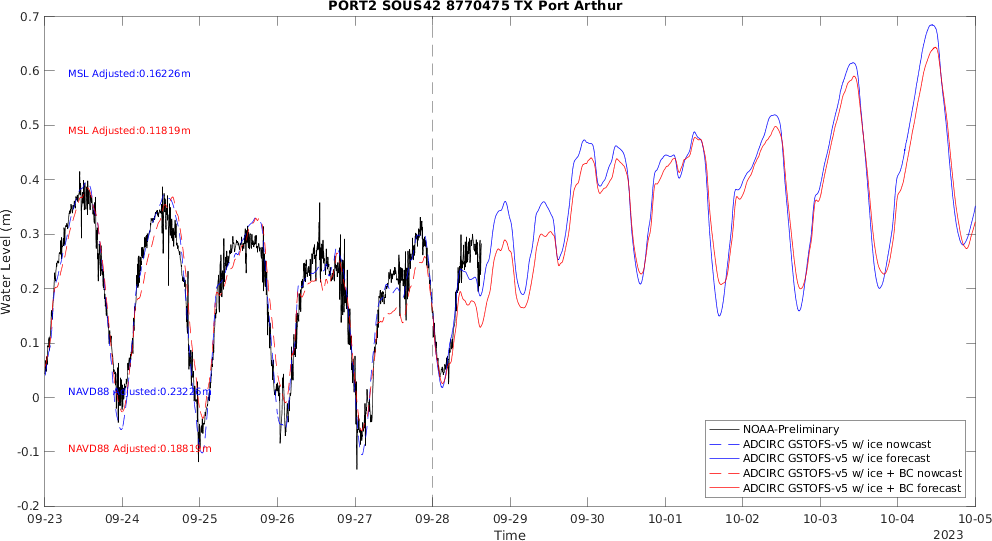 PORT2 SOUS42 8770475 TX Port Arthur
0.7
0.6
0.5
0.4
0.3
0.2
0.1
0
-0.1
-0.2
Water Level (m)
MSL Adjusted:0.16226m
MSL Adjusted:0.11819m
NAVD88 Adjusted:0.23226m
NAVD88 Adjusted:0.18819m
NOAA-Preliminary
ADCIRC GSTOFS-v5 w/ ice nowcast
ADCIRC GSTOFS-v5 w/ ice forecast
ADCIRC GSTOFS-v5 w/ ice + BC nowcast
ADCIRC GSTOFS-v5 w/ ice + BC forecast
09-23 09-24 09-25 09-26 09-27 09-28 09-29 09-30 10-01 10-02 10-03 10-04 10-05
Time
2023